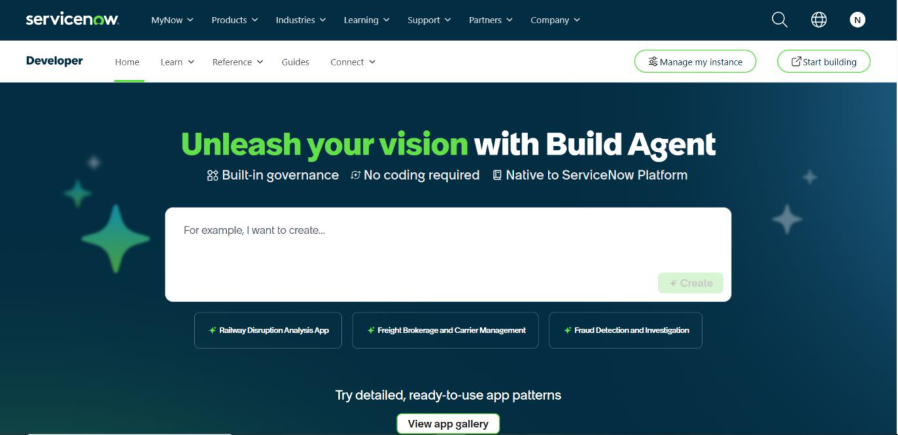 servicenow. MyNow Products Industries Learning Support Partners Company N
Developer Home Learn Reference Guides Connect Manage my instance Start building
Unleash your vision with Build Agent
Built-in governance No coding required Native to ServiceNow Platform
For example, I want to create...
Create
Railway Disruption Analysis App Freight Brokerage and Carrier Management Fraud Detection and Investigation
Try detailed, ready-to-use app patterns
View app gallery